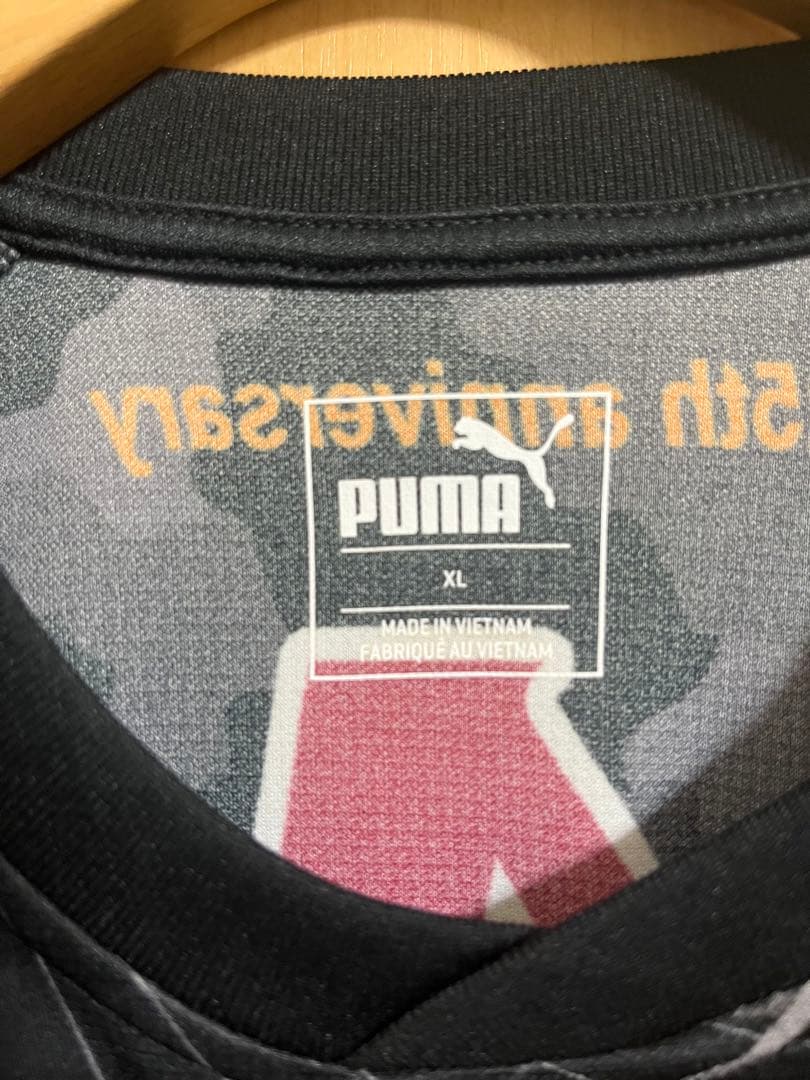 5th anniversary
PUMA
XL
MADE IN VIETNAM
FABRIQUÉ AU VIETNAM